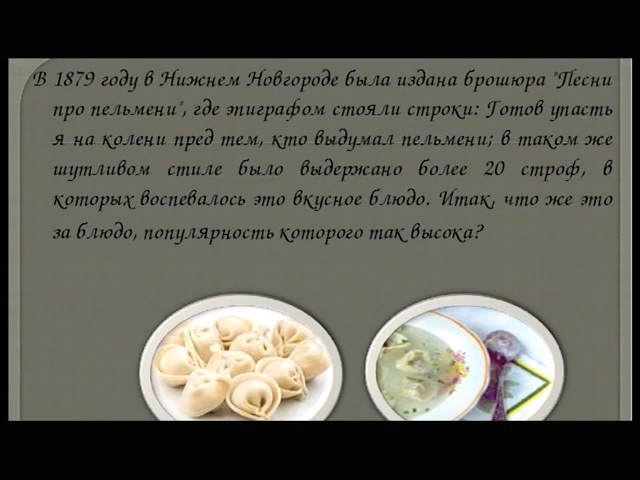 В 1879 году в Нижнем Новгороде была издана брошюра "Песни
про пельмени", где эпиграфом стояли строки: Готов упасть
я на колени пред тем, кто выдумал пельмени; в таком же
шутливом стиле было выдержано более 20 строф, в
которых воспевалось это вкусное блюдо. Итак, что же это
за блюдо, популярность которого так высока?